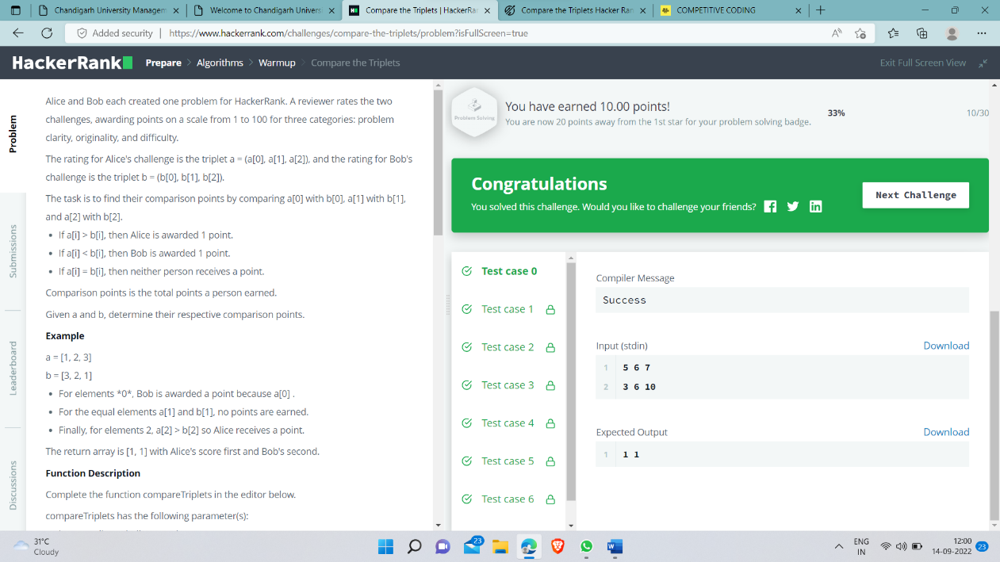 Chandigarh University Managem
Welcome to Chandigarh Universi
Compare the Triplets | HackerRa
Compare the Triplets Hacker Ran
COMPETITIVE CODING
Added security
https://www.hackerrank.com/challenges/compare-the-triplets/problem?isFullScreen=true
HackerRank
Prepare > Algorithms > Warmup > Compare the Triplets
Exit Full Screen View
Problem
Submissions
Leaderboard
Discussions
Alice and Bob each created one problem for HackerRank. A reviewer rates the two
challenges, awarding points on a scale from 1 to 100 for three categories: problem
clarity, originality, and difficulty.
The rating for Alice's challenge is the triplet a = (a[0], a[1], a[2]), and the rating for Bob's
challenge is the triplet b = (b[0], b[1], b[2]).
The task is to find their comparison points by comparing a[0] with b[0], a[1] with b[1],
and a[2] with b[2].
• If a[i] > b[i], then Alice is awarded 1 point.
• If a[i] < b[i], then Bob is awarded 1 point.
• If a[i] = b[i], then neither person receives a point.
Comparison points is the total points a person earned.
Given a and b, determine their respective comparison points.
Example
a = [1, 2, 3]
b = [3, 2, 1]
• For elements *0*, Bob is awarded a point because a[0] .
• For the equal elements a[1] and b[1], no points are earned.
• Finally, for elements 2, a[2] > b[2] so Alice receives a point.
The return array is [1, 1] with Alice's score first and Bob's second.
Function Description
Complete the function compareTriplets in the editor below.
compareTriplets has the following parameter(s):
Problem Solving
You have earned 10.00 points!
You are now 20 points away from the 1st star for your problem solving badge.
33%
10/30
Congratulations
You solved this challenge. Would you like to challenge your friends?
Next Challenge
Test case 0
Test case 1
Test case 2
Test case 3
Test case 4
Test case 5
Test case 6
Compiler Message
Success
Input (stdin)
Download
1 5 6 7
2 3 6 10
Expected Output
Download
1 1 1
31°C
Cloudy
23
ENG
IN
12:00
14-09-2022
23